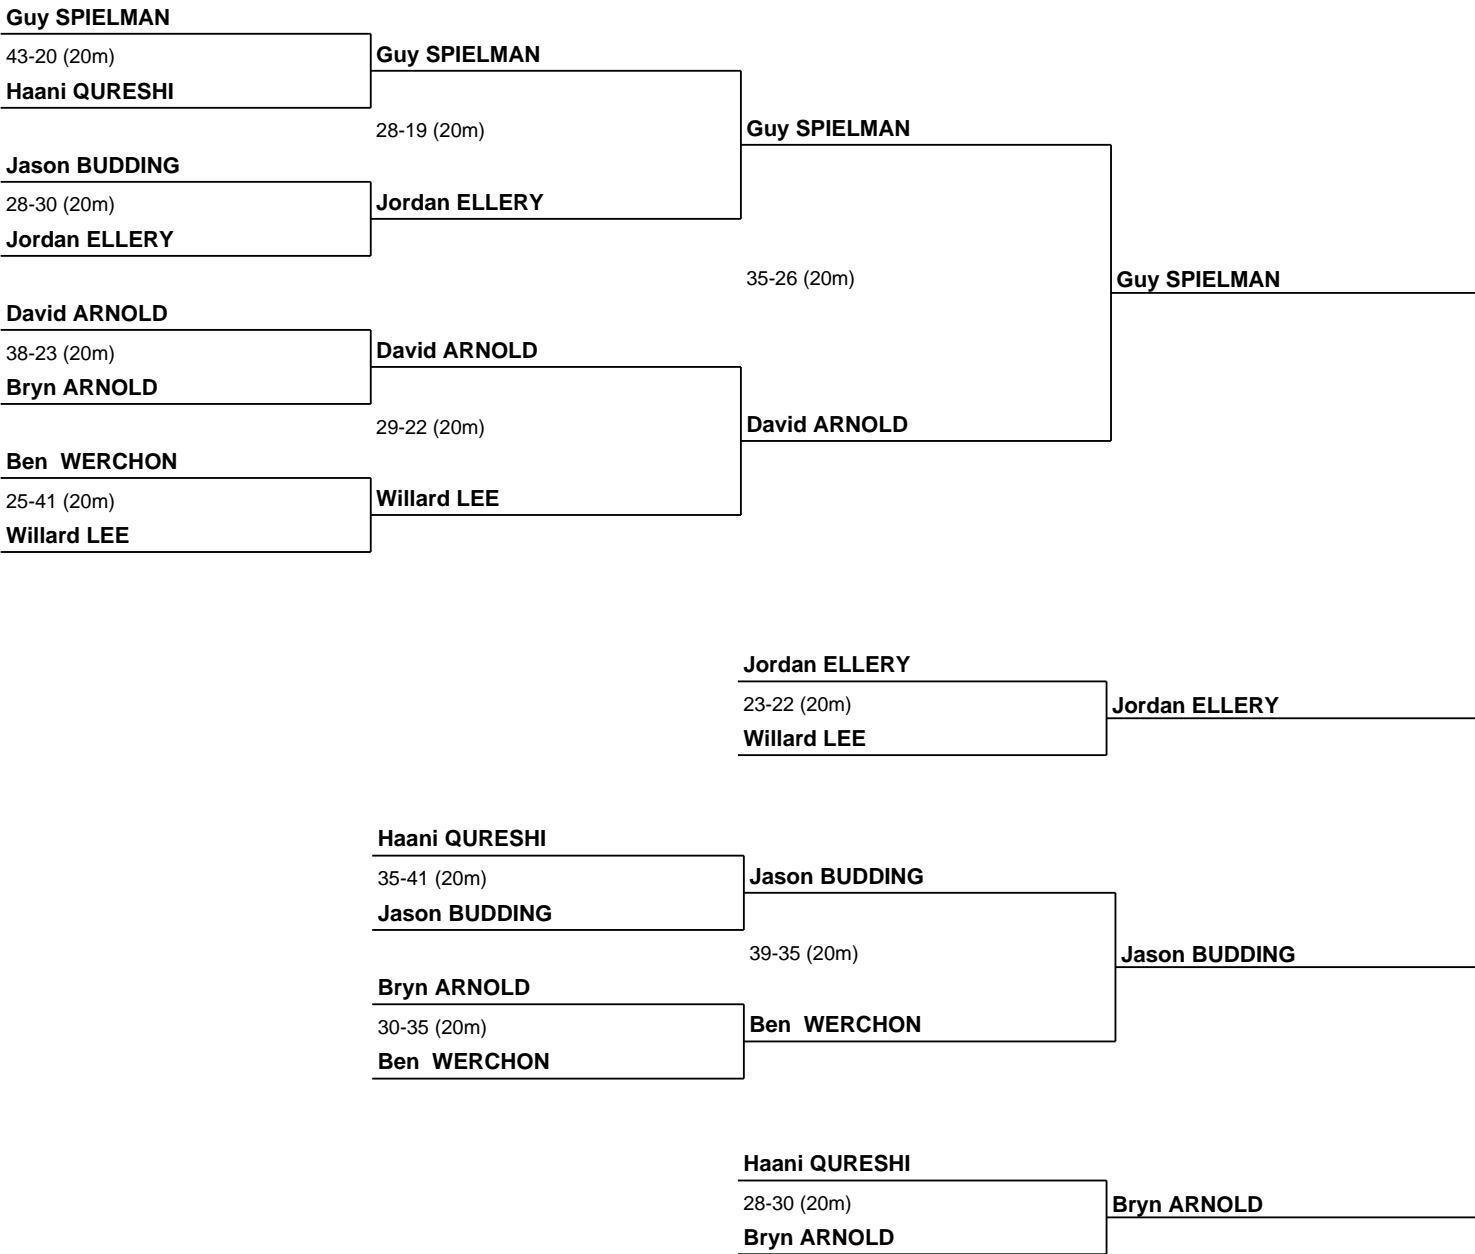 Guy SPIELMAN
43-20 (20m)
Guy SPIELMAN
Haani QURESHI
28-19 (20m)
Guy SPIELMAN
Jason BUDDING
28-30 (20m)
Jordan ELLERY
Jordan ELLERY
35-26 (20m)
Guy SPIELMAN
David ARNOLD
38-23 (20m)
David ARNOLD
Bryn ARNOLD
29-22 (20m)
David ARNOLD
Ben  WERCHON
25-41 (20m)
Willard LEE
Willard LEE
Jordan ELLERY
23-22 (20m)
Jordan ELLERY
Willard LEE
Haani QURESHI
35-41 (20m)
Jason BUDDING
Jason BUDDING
39-35 (20m)
Jason BUDDING
Bryn ARNOLD
30-35 (20m)
Ben  WERCHON
Ben  WERCHON
Haani QURESHI
28-30 (20m)
Bryn ARNOLD
Bryn ARNOLD